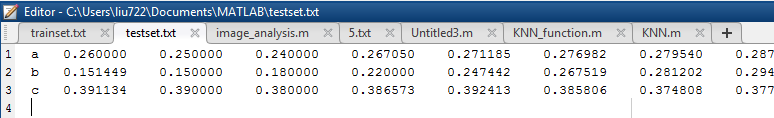 Editor - C:\Users\liu722\Documents\MATLAB\testset.txt
trainset.txt testset.txt image_analysis.m 5.txt Untitled3.m KNN_function.m KNN.m +
1 a 0.260000 0.250000 0.240000 0.267050 0.271185 0.276982 0.279540 0.287
2 b 0.151449 0.150000 0.180000 0.220000 0.247442 0.267519 0.281202 0.294
3 c 0.391134 0.390000 0.380000 0.386573 0.392413 0.385806 0.374808 0.377
4